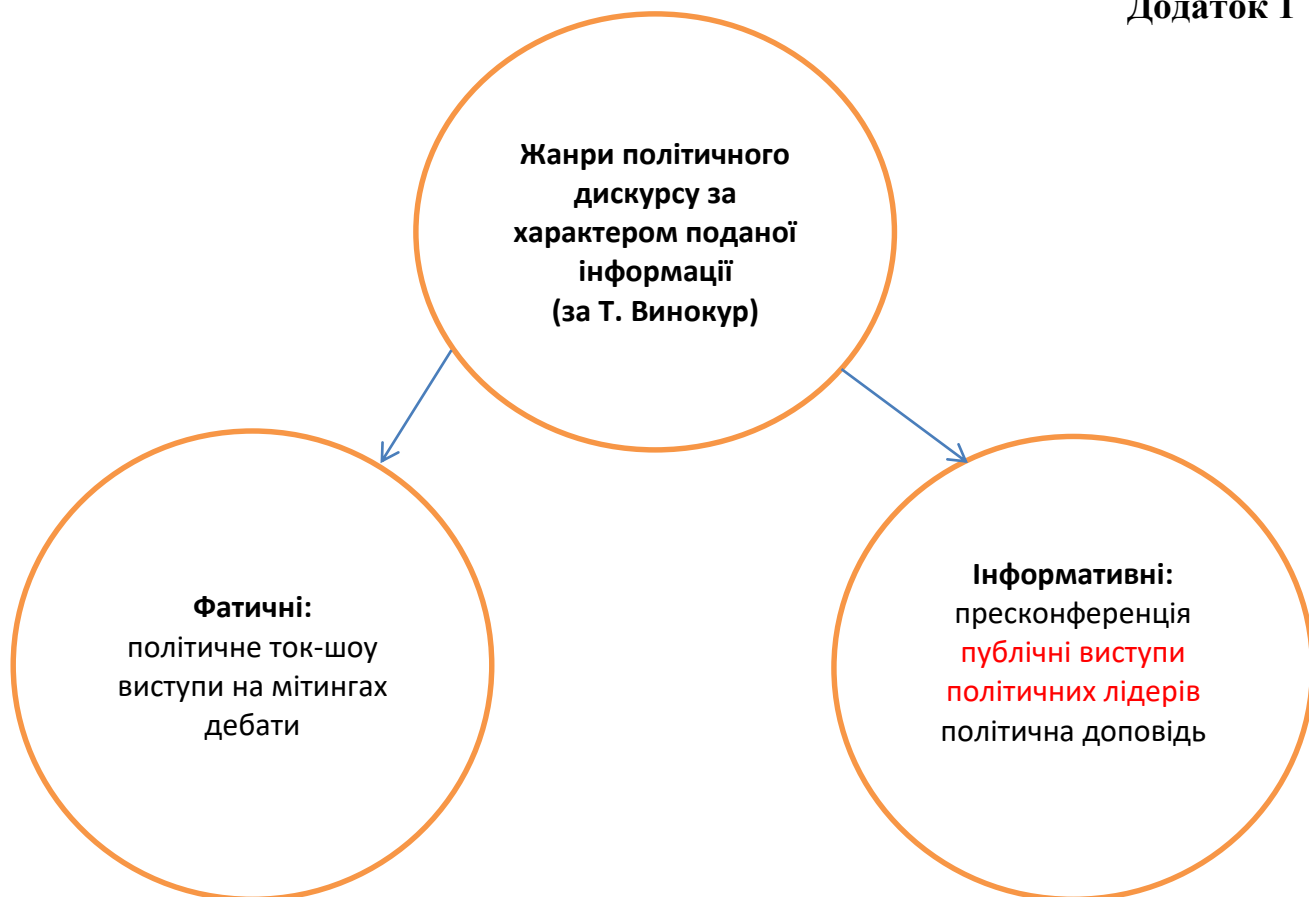 Додаток 1
Жанри політичного
дискурсу за
характером поданої
інформації
(за Т. Винокур)
Фатичні:
політичне ток-шоу
виступи на мітингах
дебати
Інформативні:
пресконференція
публічні виступи
політичних лідерів
політична доповідь